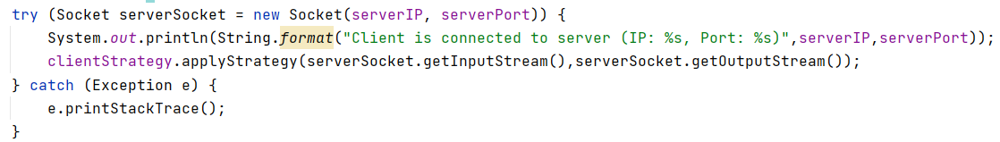 try (Socket serverSocket = new Socket(serverIP, serverPort)) {
    System.out.println(String.format("Client is connected to server (IP: %s, Port: %s)",serverIP,serverPort));
    clientStrategy.applyStrategy(serverSocket.getInputStream(),serverSocket.getOutputStream());
} catch (Exception e) {
    e.printStackTrace();
}